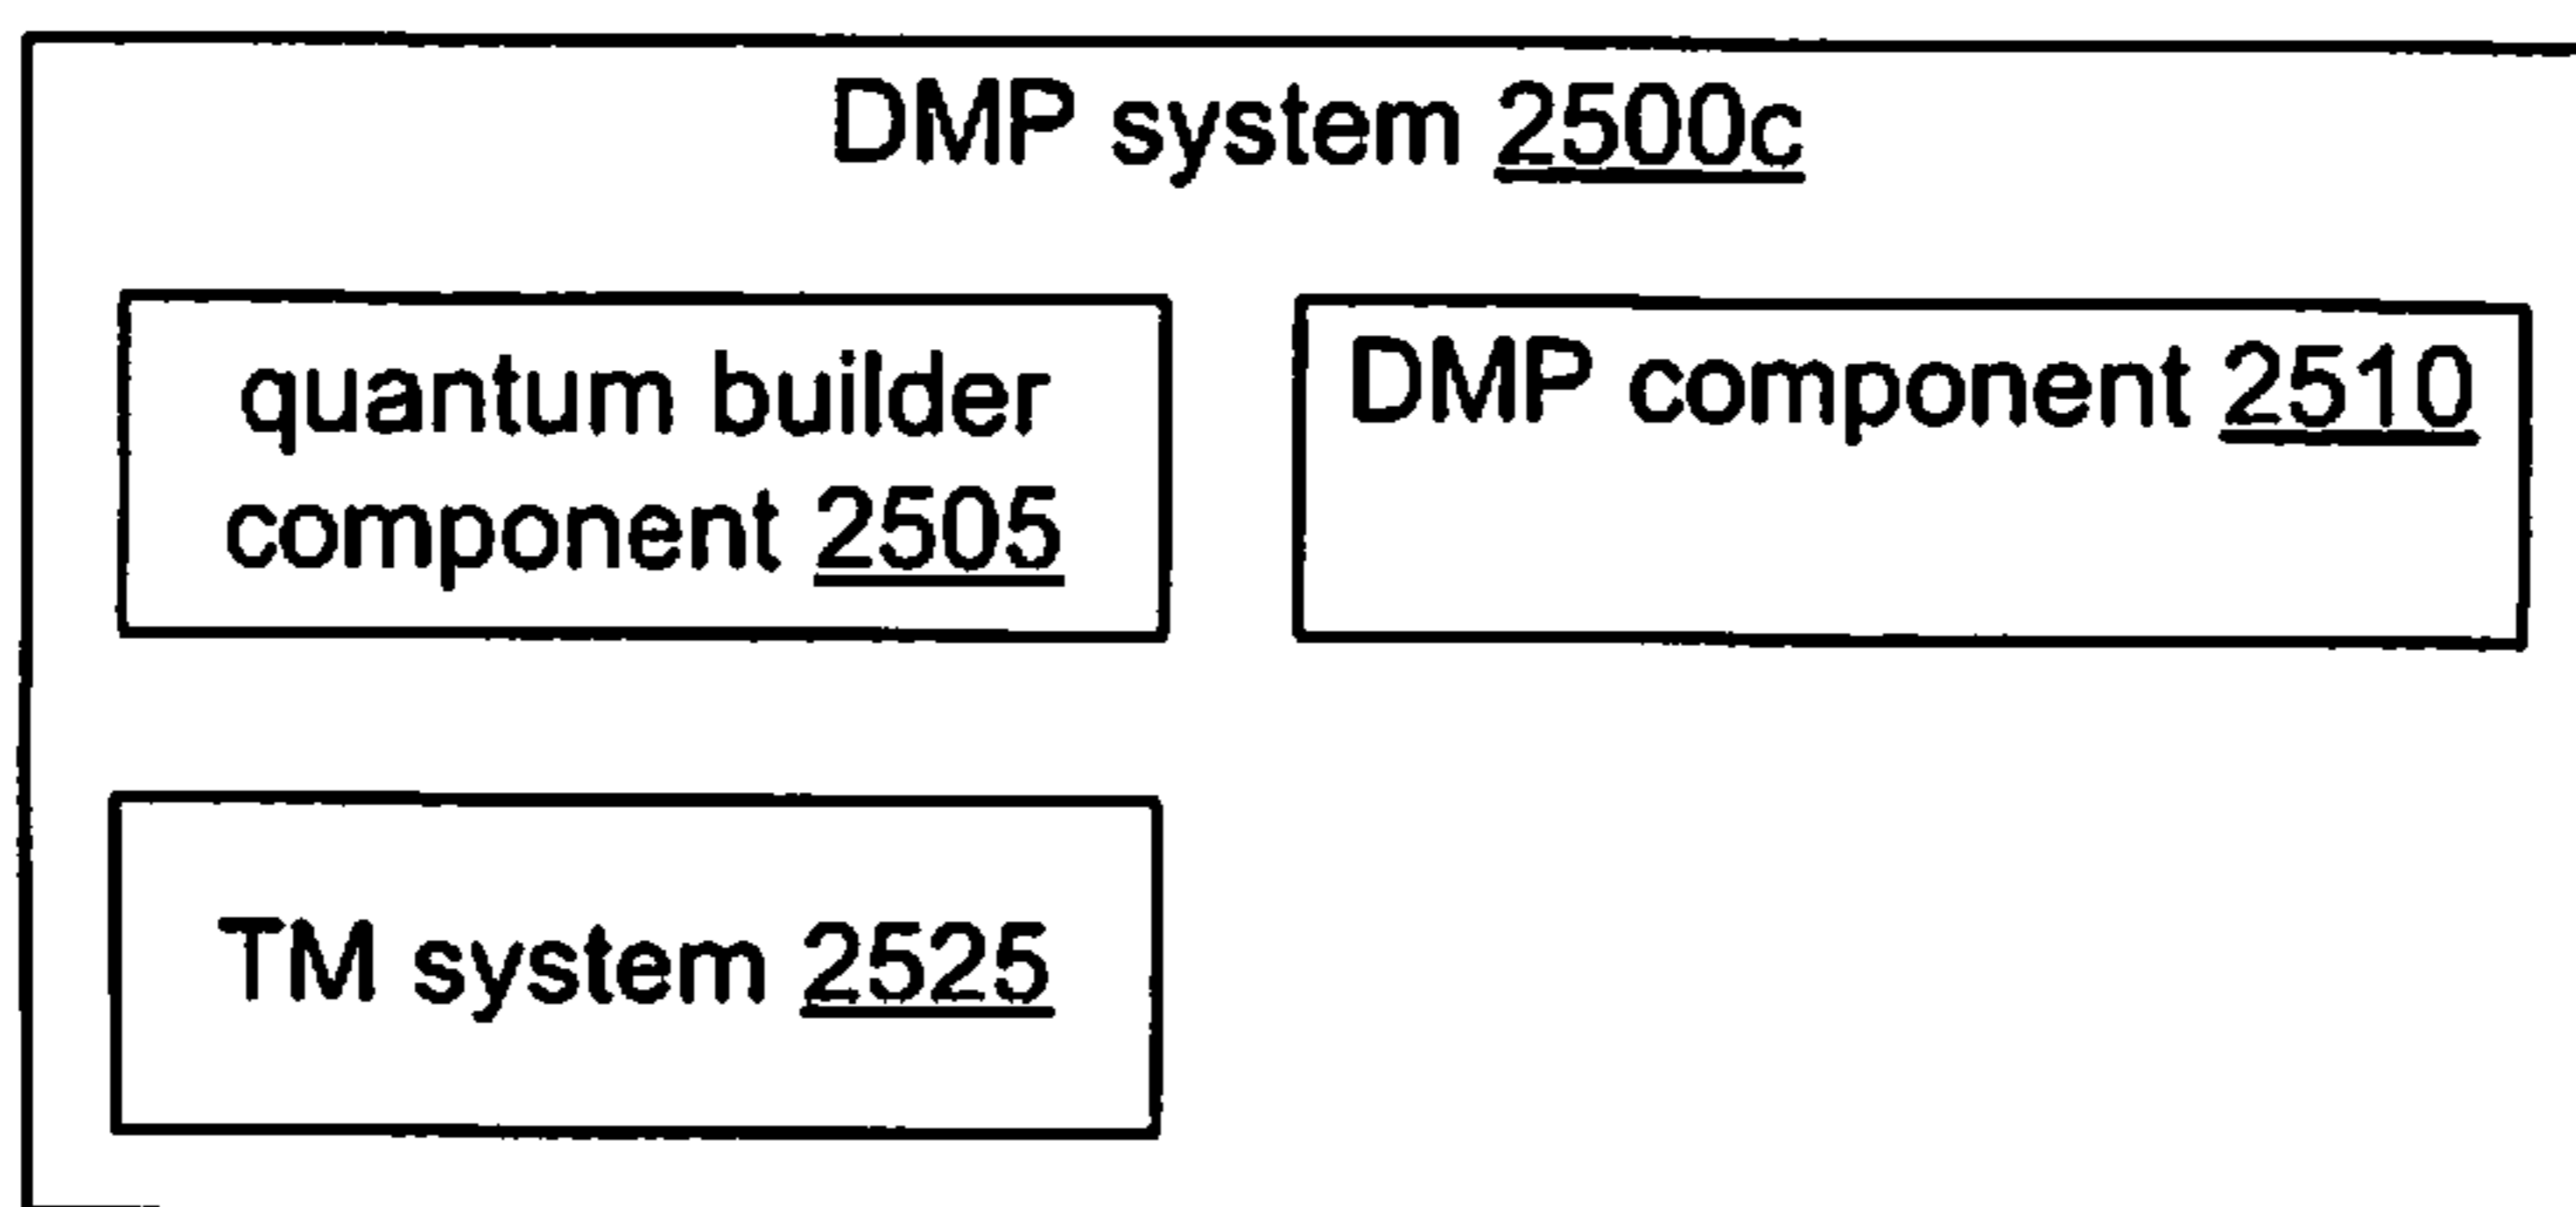 DMP system 2500c
quantum builder
component 2505
DMP component 2510
TM system 2525